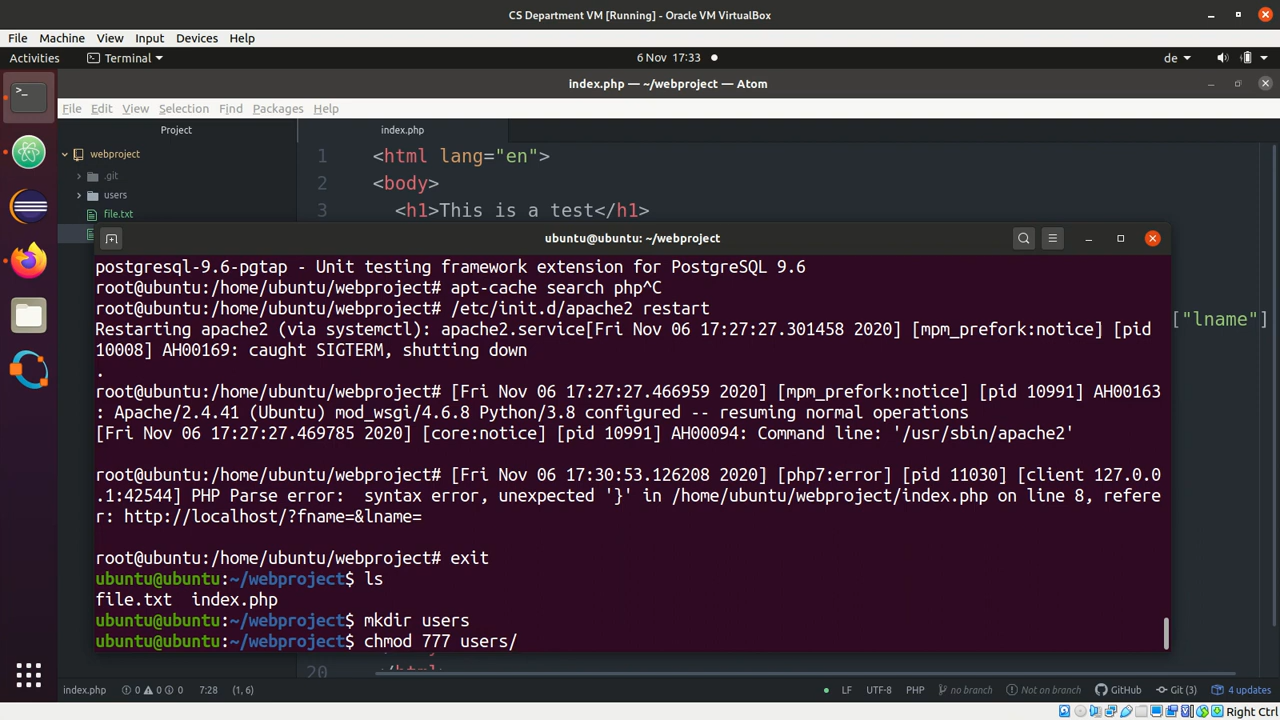 CS Department VM [Running] - Oracle VM VirtualBox
File Machine View Input Devices Help
Activities Terminal 6 Nov 17:33 de
index.php — ~/webproject — Atom
File Edit View Selection Find Packages Help
Project index.php
webproject
.git
users
file.txt
1 <html lang="en">
2 <body>
3 <h1>This is a test</h1>
["lname"]
ubuntu@ubuntu: ~/webproject
postgresql-9.6-pgtap - Unit testing framework extension for PostgreSQL 9.6
root@ubuntu:/home/ubuntu/webproject# apt-cache search php^C
root@ubuntu:/home/ubuntu/webproject# /etc/init.d/apache2 restart
Restarting apache2 (via systemctl): apache2.service[Fri Nov 06 17:27:27.301458 2020] [mpm_prefork:notice] [pid
10008] AH00169: caught SIGTERM, shutting down
.
root@ubuntu:/home/ubuntu/webproject# [Fri Nov 06 17:27:27.466959 2020] [mpm_prefork:notice] [pid 10991] AH00163
: Apache/2.4.41 (Ubuntu) mod_wsgi/4.6.8 Python/3.8 configured -- resuming normal operations
[Fri Nov 06 17:27:27.469785 2020] [core:notice] [pid 10991] AH00094: Command line: '/usr/sbin/apache2'
root@ubuntu:/home/ubuntu/webproject# [Fri Nov 06 17:30:53.126208 2020] [php7:error] [pid 11030] [client 127.0.0
.1:42544] PHP Parse error:  syntax error, unexpected '}' in /home/ubuntu/webproject/index.php on line 8, refere
r: http://localhost/?fname=&lname=
root@ubuntu:/home/ubuntu/webproject# exit
ubuntu@ubuntu:~/webproject$ ls
file.txt  index.php
ubuntu@ubuntu:~/webproject$ mkdir users
ubuntu@ubuntu:~/webproject$ chmod 777 users/
20
index.php 0 0 0 7:28 (1, 6) LF UTF-8 PHP no branch Not on branch GitHub Git (3) 4 updates
Right Ctrl